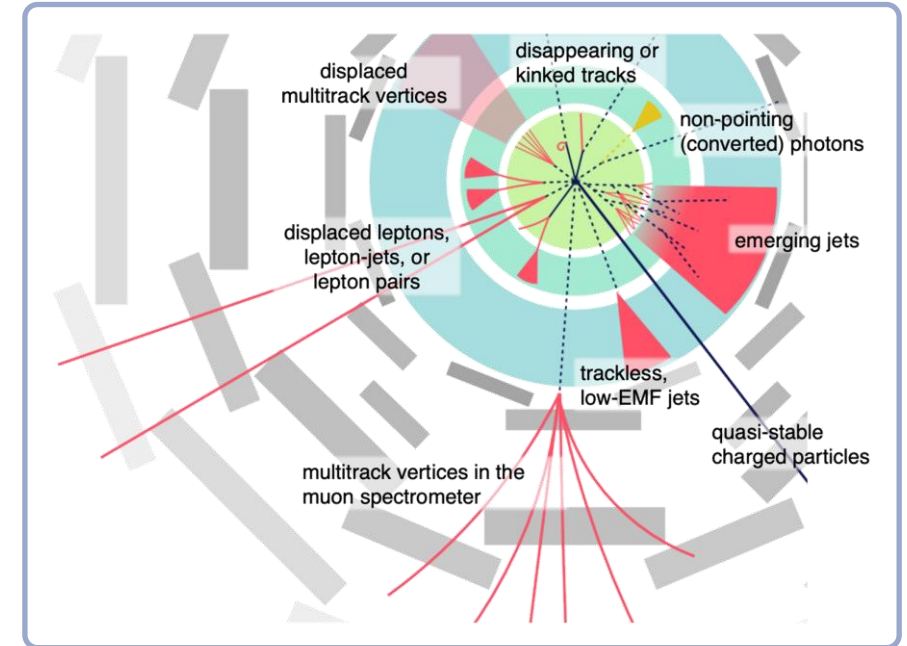 disappearing or
kinked tracks
displaced
multitrack vertices
non-pointing
(converted) photons
displaced leptons,
lepton-jets, or
lepton pairs
emerging jets
trackless,
low-EMF jets
quasi-stable
charged particles
multitrack vertices in the
muon spectrometer